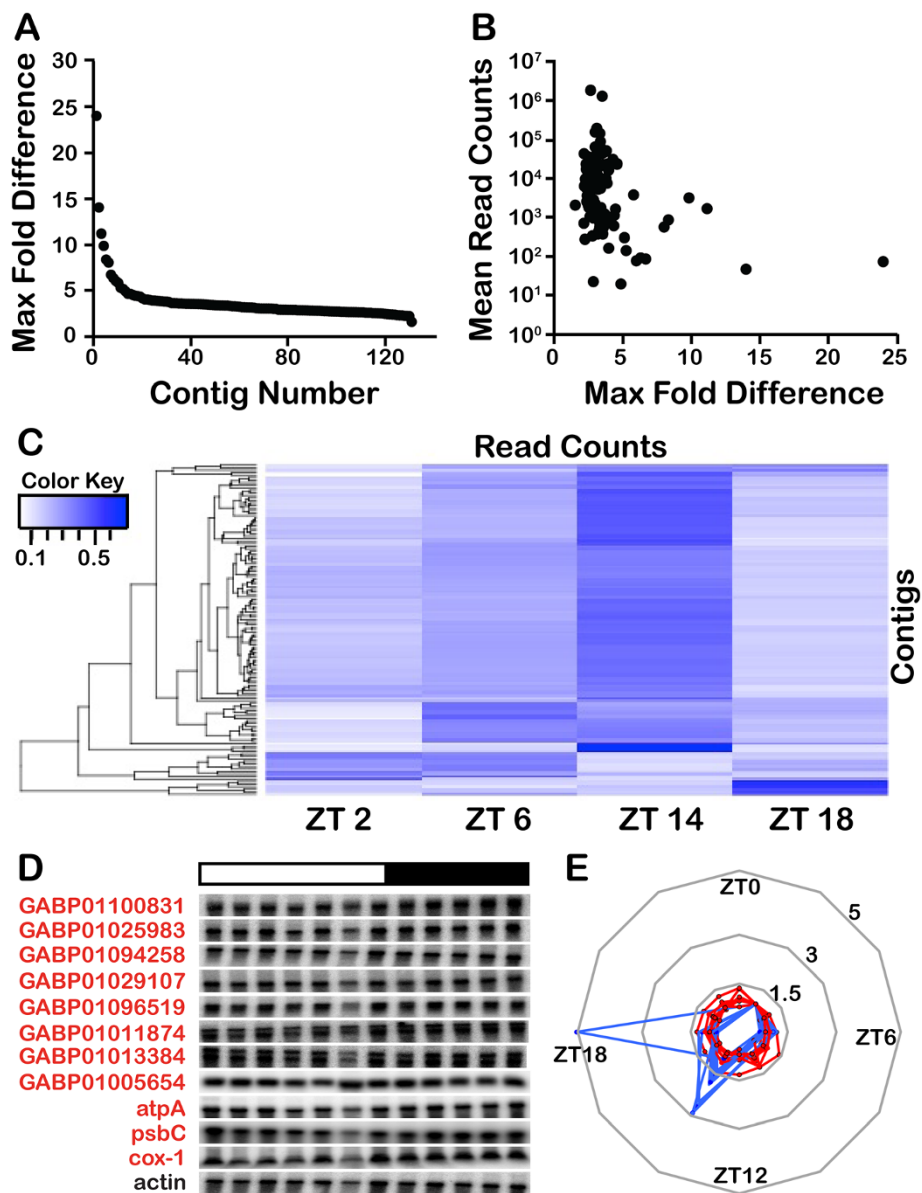 A
30
25
20
15
10
5
0
Max Fold Difference
0 40 80 120
Contig Number
B
10⁷
10⁶
10⁵
10⁴
10³
10²
10¹
10⁰
Mean Read Counts
0 5 10 15 20 25
Max Fold Difference
C
Read Counts
Color Key
0.1 0.5
Contigs
ZT 2 ZT 6 ZT 14 ZT 18
D
GABP01100831
GABP01025983
GABP01094258
GABP01029107
GABP01096519
GABP01011874
GABP01013384
GABP01005654
atpA
psbC
cox-1
actin
E
ZT0
5
3
1.5
ZT18
ZT6
ZT12